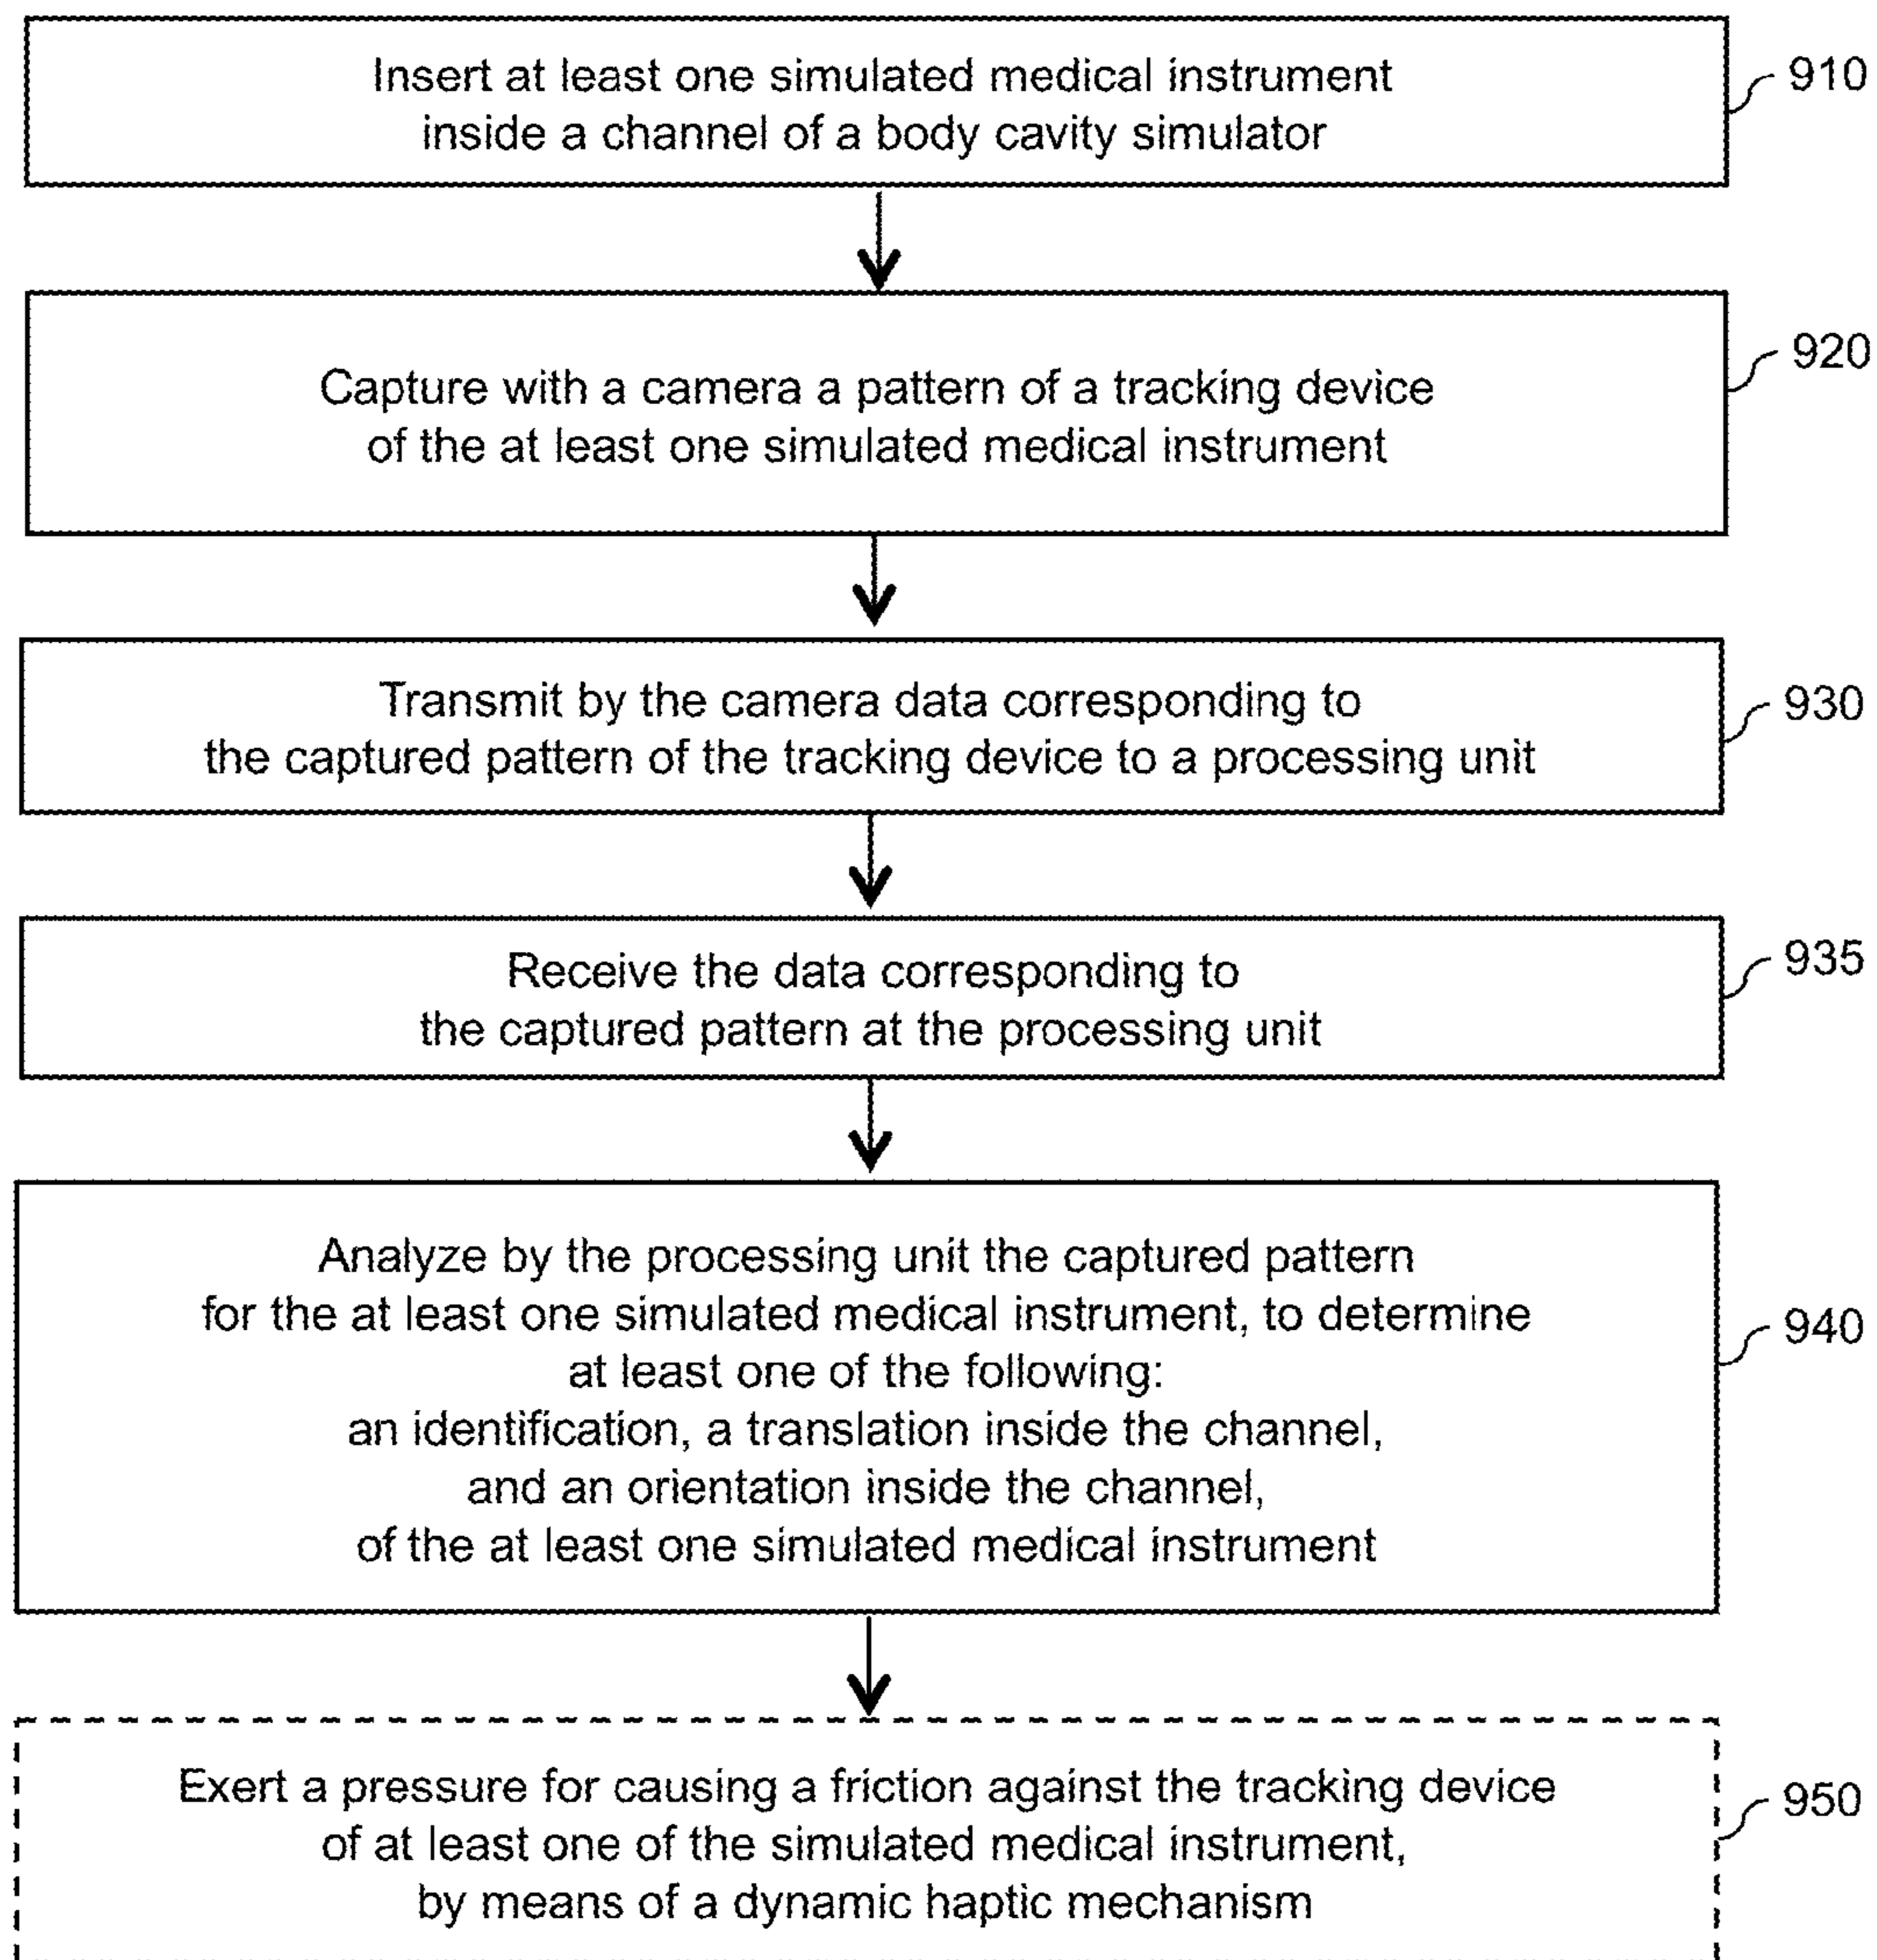 Insert at least one simulated medical instrument
inside a channel of a body cavity simulator
910
Capture with a camera a pattern of a tracking device
of the at least one simulated medical instrument
920
Transmit by the camera data corresponding to
the captured pattern of the tracking device to a processing unit
930
Receive the data corresponding to
the captured pattern at the processing unit
935
Analyze by the processing unit the captured pattern
for the at least one simulated medical instrument, to determine
at least one of the following:
an identification, a translation inside the channel,
and an orientation inside the channel,
of the at least one simulated medical instrument
940
Exert a pressure for causing a friction against the tracking device
of at least one of the simulated medical instrument,
by means of a dynamic haptic mechanism
950